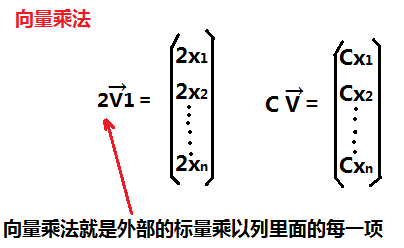 向量乘法
2V⃗1 = (2x₁ 2x₂ ⋮ 2xₙ)
C V⃗ = (Cx₁ Cx₂ ⋮ Cxₙ)
向量乘法就是外部的标量乘以列里面的每一项